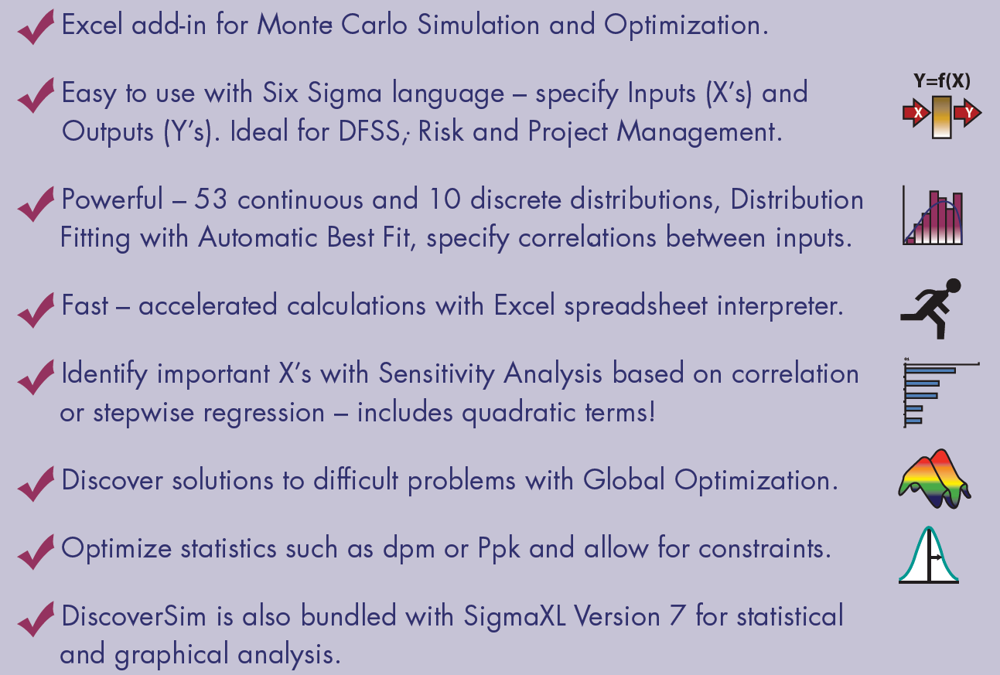 Excel add-in for Monte Carlo Simulation and Optimization.
Easy to use with Six Sigma language – specify Inputs (X's) and
Outputs (Y's). Ideal for DFSS, Risk and Project Management.
Y=f(X)
X Y
Powerful – 53 continuous and 10 discrete distributions, Distribution
Fitting with Automatic Best Fit, specify correlations between inputs.
Fast – accelerated calculations with Excel spreadsheet interpreter.
Identify important X's with Sensitivity Analysis based on correlation
or stepwise regression – includes quadratic terms!
Discover solutions to difficult problems with Global Optimization.
Optimize statistics such as dpm or Ppk and allow for constraints.
DiscoverSim is also bundled with SigmaXL Version 7 for statistical
and graphical analysis.